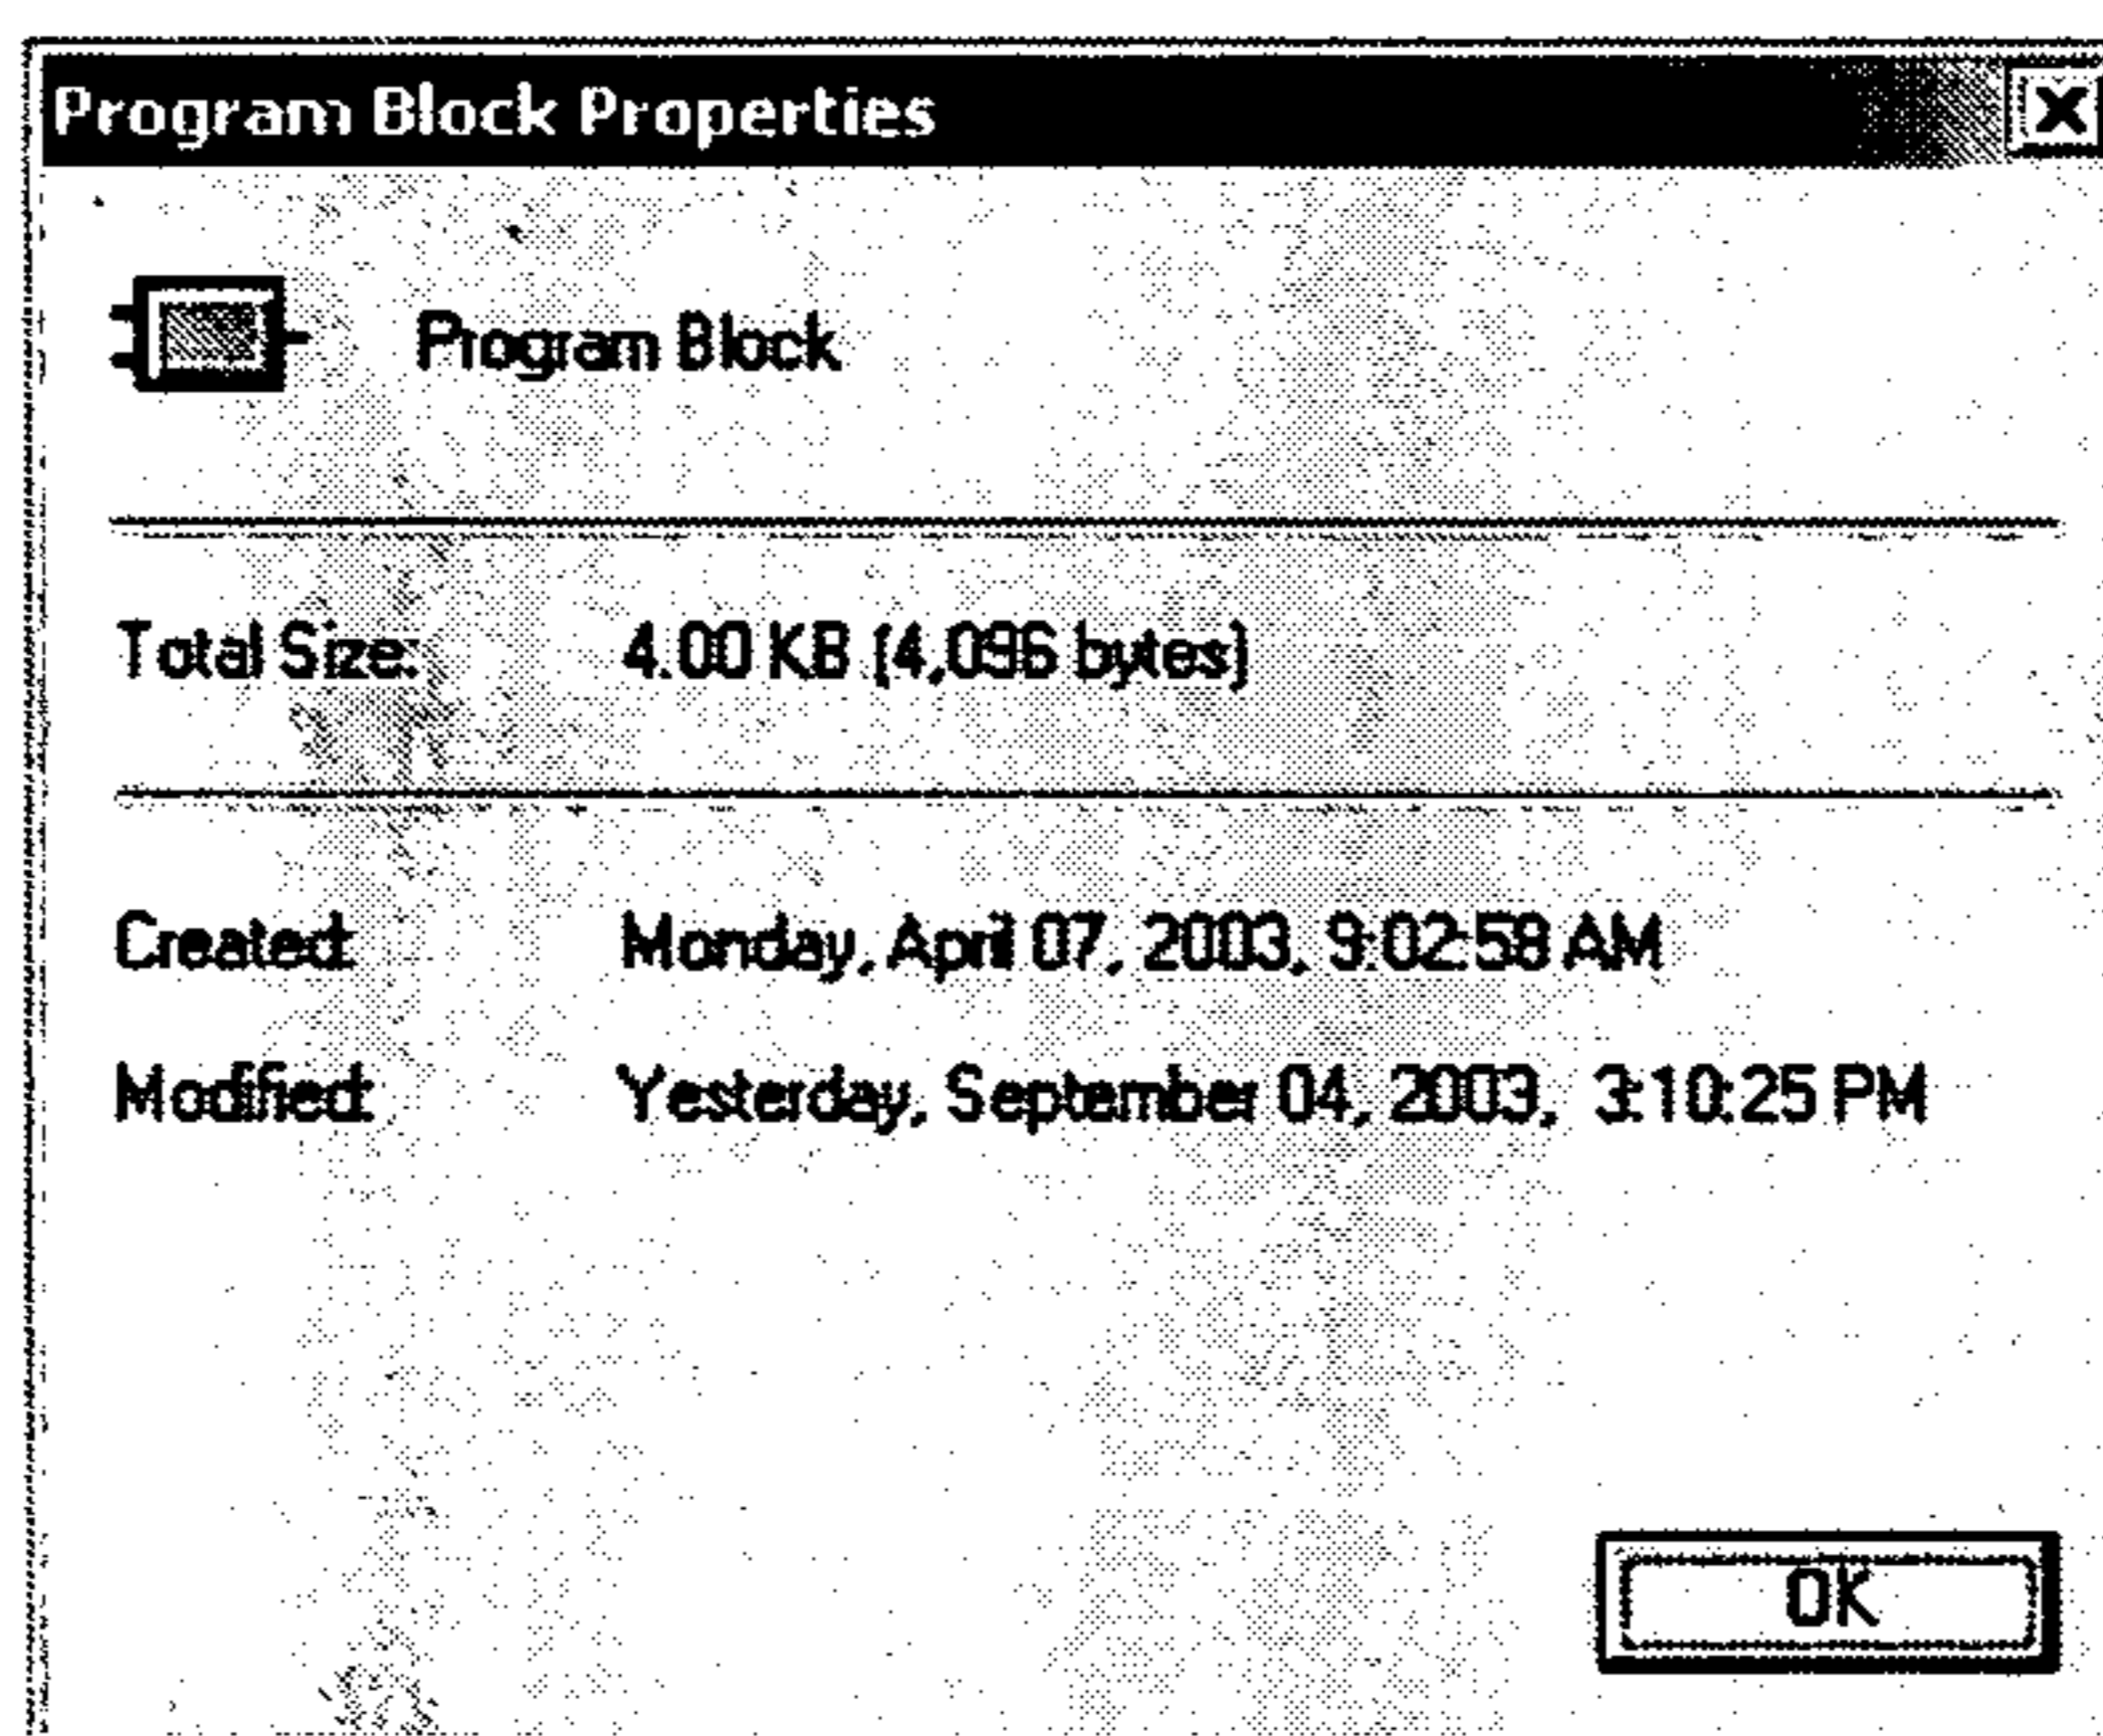 Program Block Properties
Program Block
Total Size: 4.00 KB (4,096 bytes)
Created: Monday, April 07, 2003, 9:02:58 AM
Modified: Yesterday, September 04, 2003, 3:10:25 PM
OK